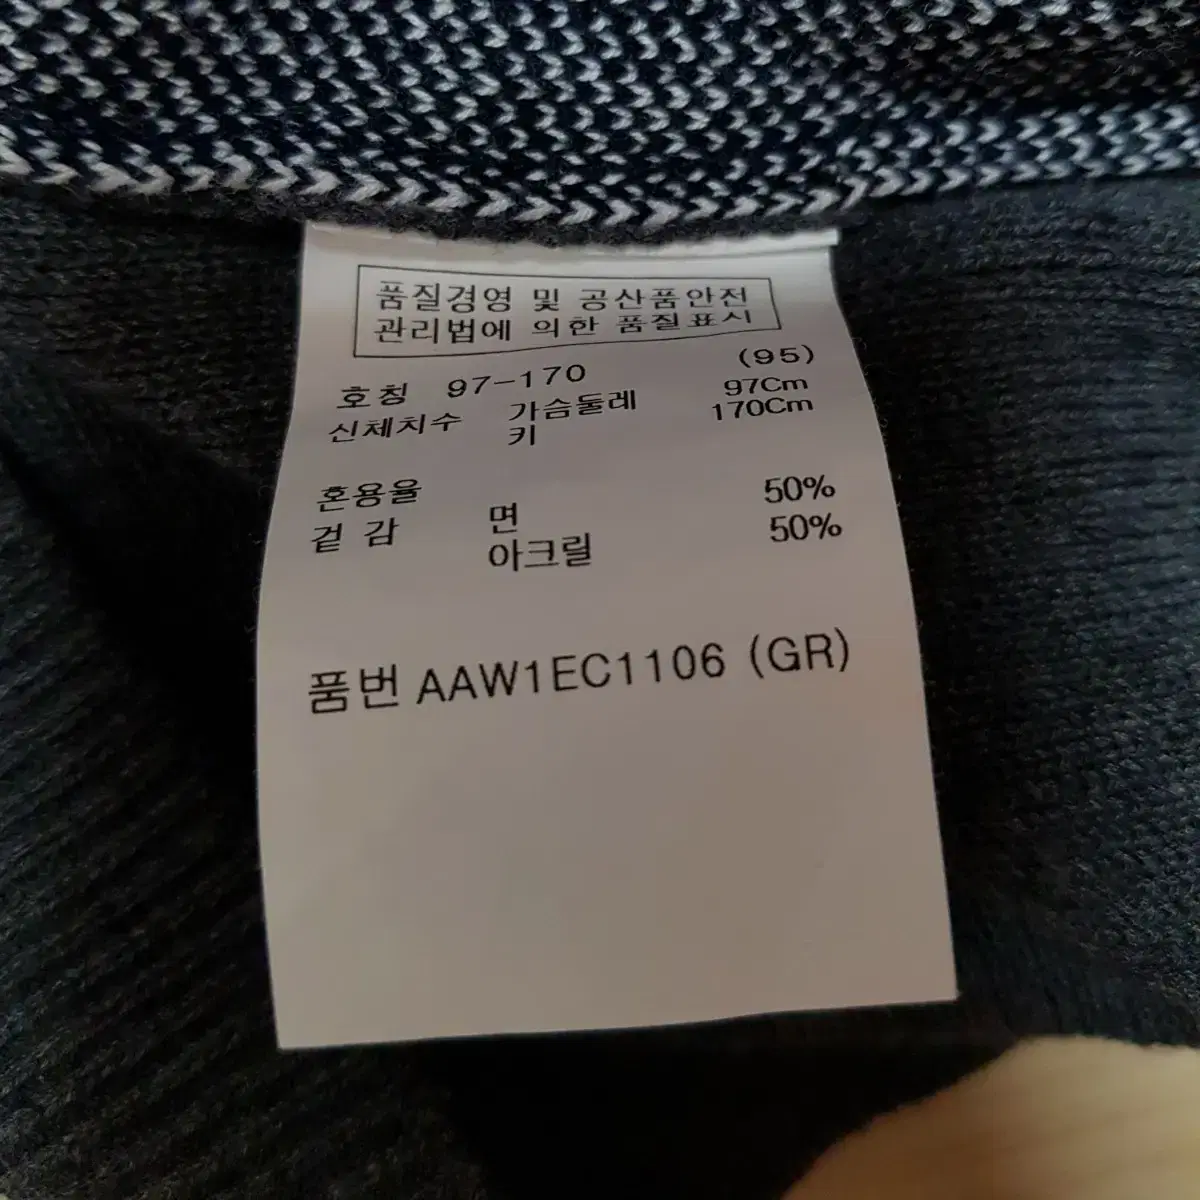 품질경영 및 공산품안전
관리법에 의한 품질표시
호칭 97-170 (95)
신체치수 가슴둘레 97Cm
키 170Cm
혼용율
겉감 면 50%
아크릴 50%
품번 AAW1EC1106 (GR)